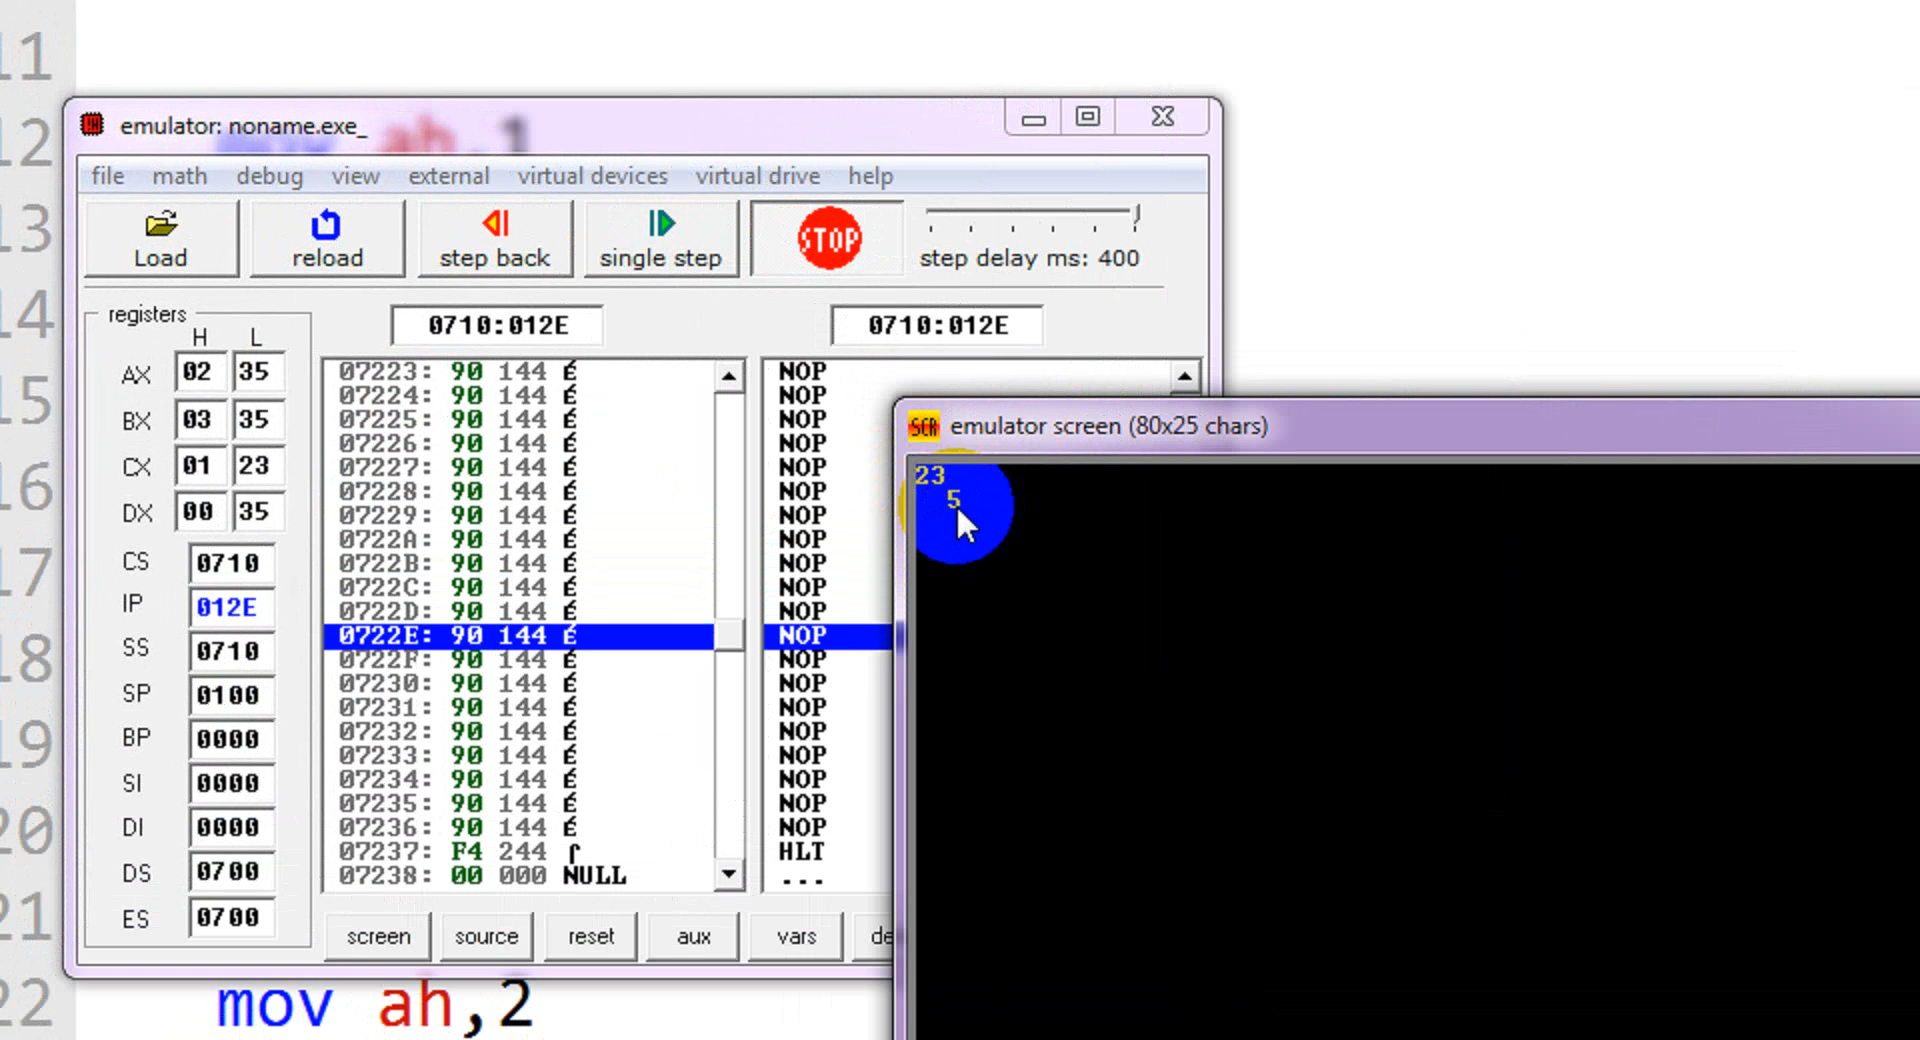 11
12
13
14
15
16
17
18
19
20
21
22
mov ah,1
emulator: noname.exe_
file math debug view external virtual devices virtual drive help
Load reload step back single step STOP step delay ms: 400
registers
H L
AX 02 35
BX 03 35
CX 01 23
DX 00 35
CS 0710
IP 012E
SS 0710
SP 0100
BP 0000
SI 0000
DI 0000
DS 0700
ES 0700
0710:012E 0710:012E
07223: 90 144 É NOP
07224: 90 144 É NOP
07225: 90 144 É NOP
07226: 90 144 É NOP
07227: 90 144 É NOP
07228: 90 144 É NOP
07229: 90 144 É NOP
0722A: 90 144 É NOP
0722B: 90 144 É NOP
0722C: 90 144 É NOP
0722D: 90 144 É NOP
0722E: 90 144 É NOP
0722F: 90 144 É NOP
07230: 90 144 É NOP
07231: 90 144 É NOP
07232: 90 144 É NOP
07233: 90 144 É NOP
07234: 90 144 É NOP
07235: 90 144 É NOP
07236: 90 144 É NOP
07237: F4 244 ⌠ HLT
07238: 00 000 NULL ...
screen source reset aux vars de
SCR emulator screen (80x25 chars)
23
5
mov ah,2